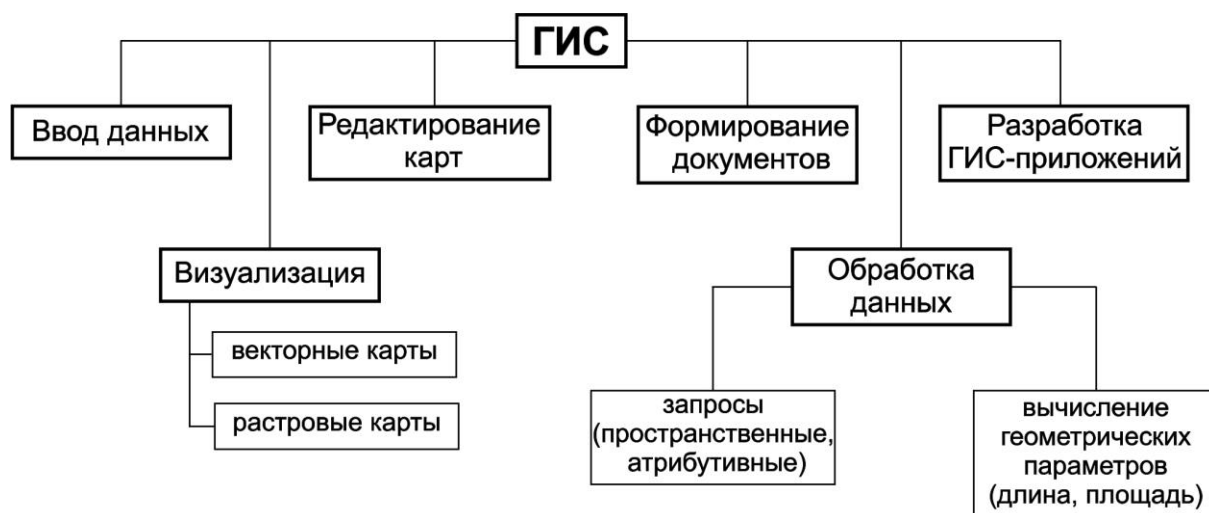 ГИС
Ввод данных
Редактирование
карт
Формирование
документов
Разработка
ГИС-приложений
Визуализация
Обработка
данных
векторные карты
растровые карты
запросы
(пространственные,
атрибутивные)
вычисление
геометрических
параметров
(длина, площадь)